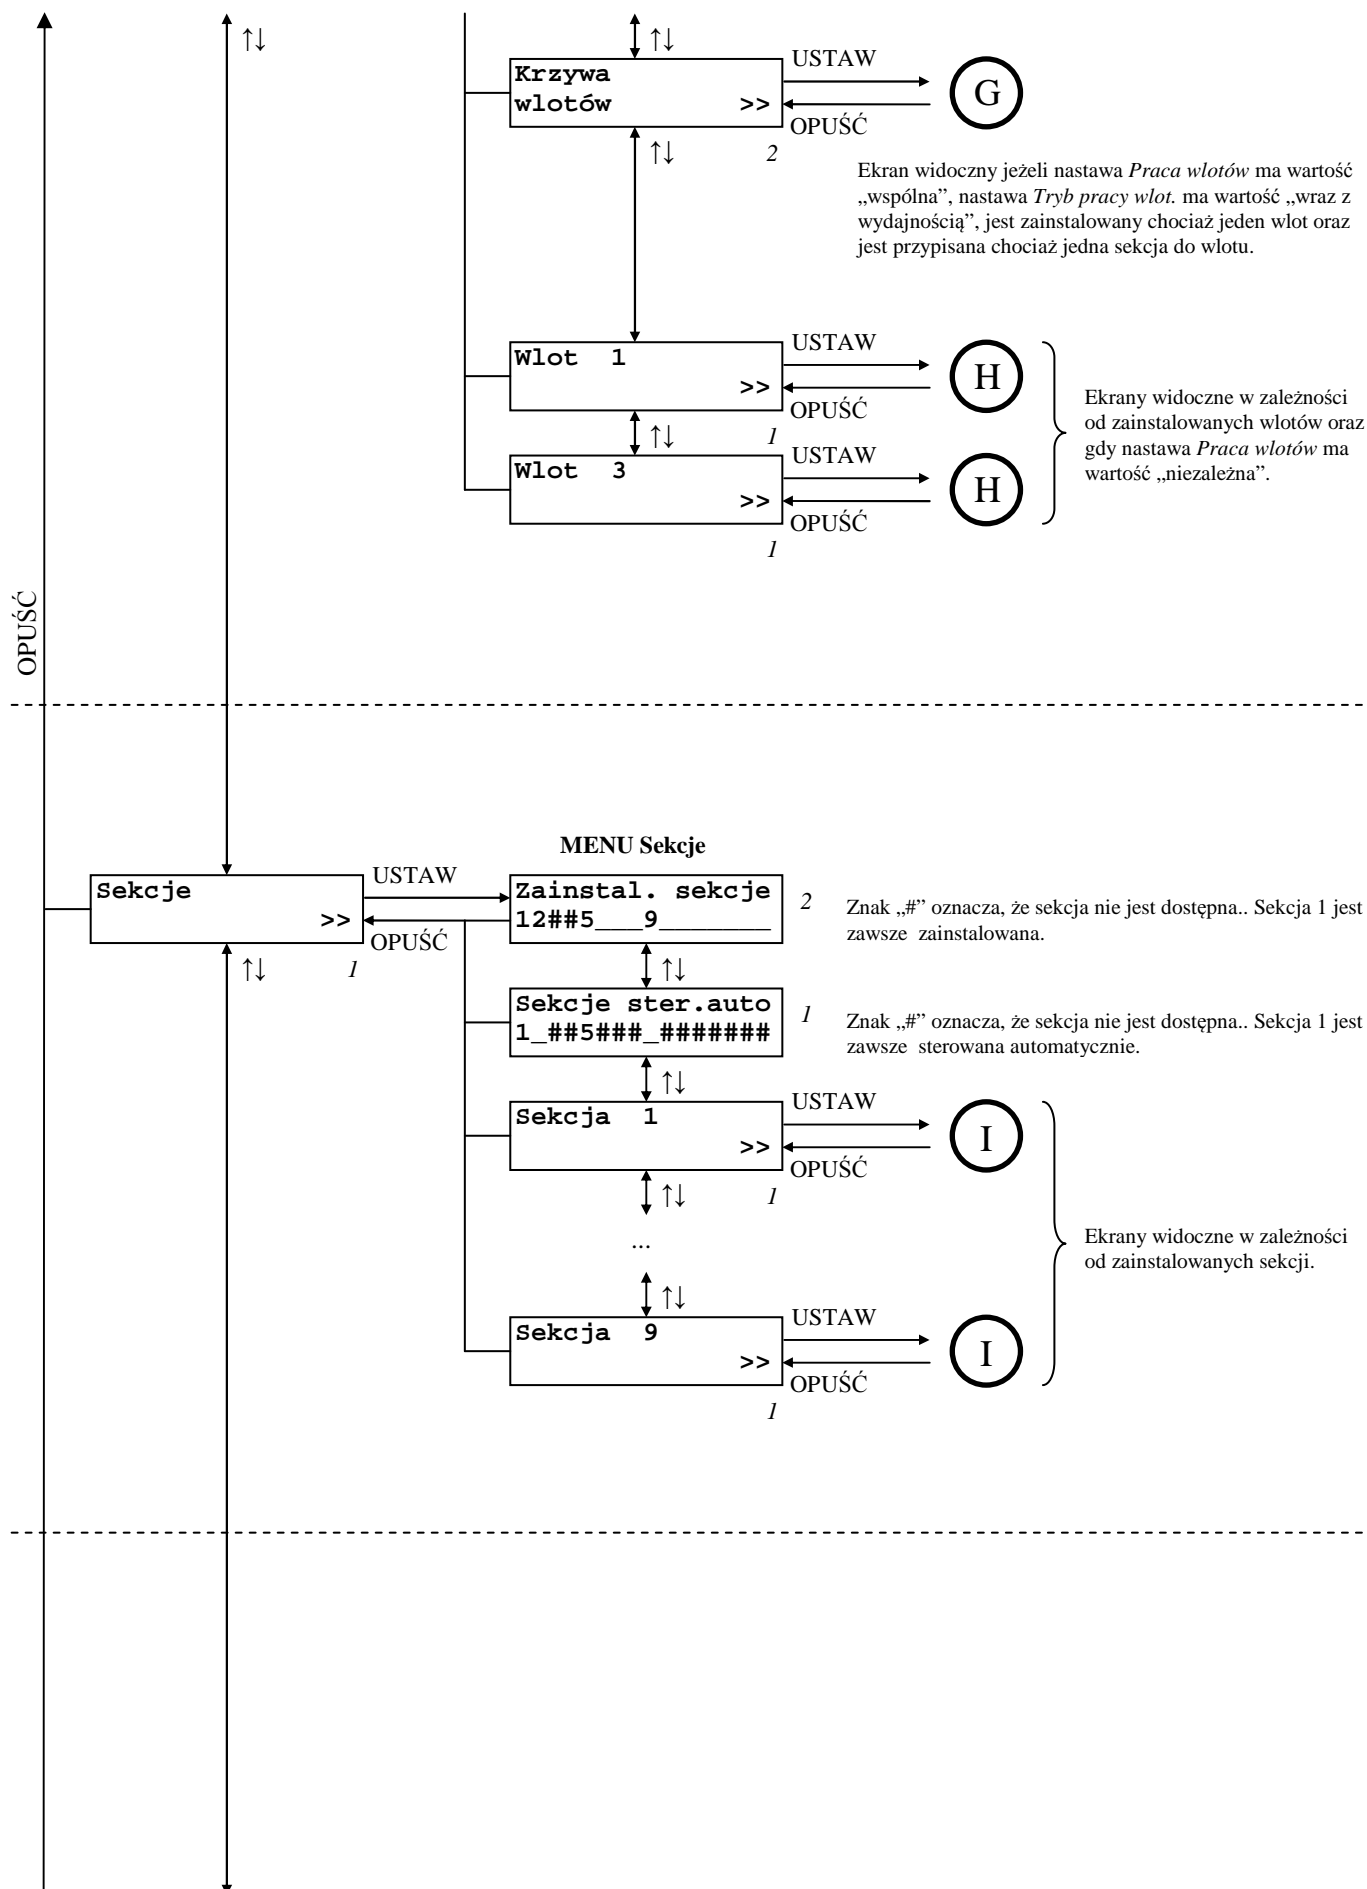 ↑↓
↑↓
Krzywa
wlotów >>
USTAW
OPUŚĆ
G
↑↓
2
Ekran widoczny jeżeli nastawa Praca wlotów ma wartość
„wspólna”, nastawa Tryb pracy wlot. ma wartość „wraz z
wydajnością”, jest zainstalowany chociaż jeden wlot oraz
jest przypisana chociaż jedna sekcja do wlotu.
Wlot 1
>>
USTAW
OPUŚĆ
H
↑↓
1
Wlot 3
>>
USTAW
OPUŚĆ
H
1
Ekrany widoczne w zależności
od zainstalowanych wlotów oraz
gdy nastawa Praca wlotów ma
wartość „niezależna”.
OPUŚĆ
MENU Sekcje
Sekcje
>>
USTAW
OPUŚĆ
↑↓
1
Zainstal. sekcje
12##5___9_______
2
Znak „#” oznacza, że sekcja nie jest dostępna.. Sekcja 1 jest
zawsze zainstalowana.
↑↓
Sekcje ster.auto
1_##5###_#######
1
Znak „#” oznacza, że sekcja nie jest dostępna.. Sekcja 1 jest
zawsze sterowana automatycznie.
↑↓
Sekcja 1
>>
USTAW
OPUŚĆ
I
↑↓
1
...
Ekrany widoczne w zależności
od zainstalowanych sekcji.
↑↓
Sekcja 9
>>
USTAW
OPUŚĆ
I
1